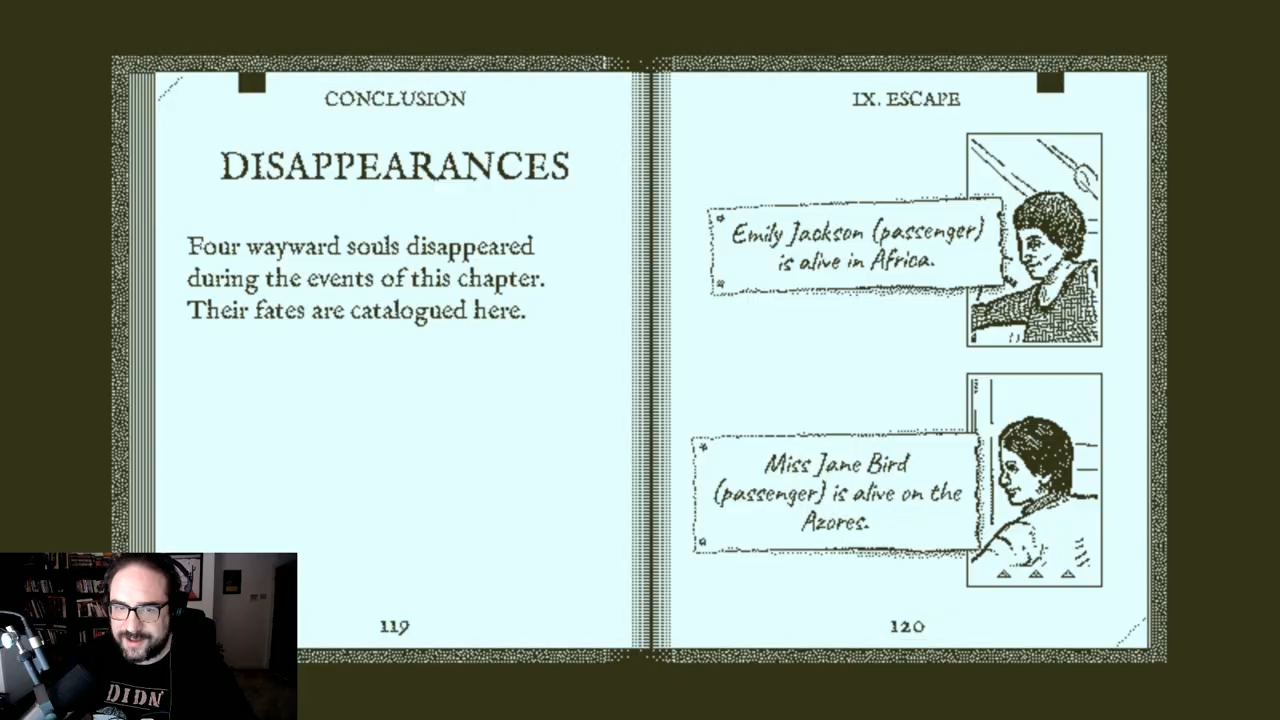 CONCLUSION
DISAPPEARANCES
Four wayward souls disappeared
during the events of this chapter.
Their fates are catalogued here.
119
IX. ESCAPE
Emily Jackson (passenger)
is alive in Africa.
Miss Jane Bird
(passenger) is alive on the
Azores.
120
DIDN